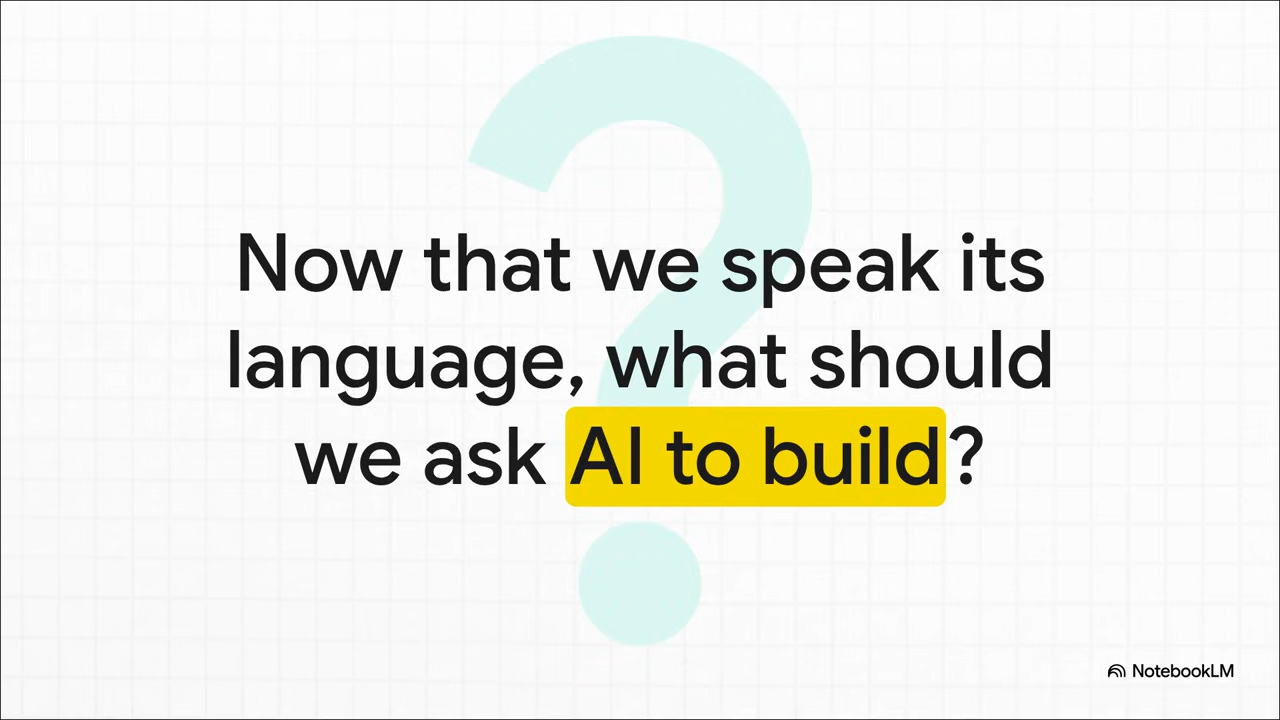 Now that we speak its
language, what should
we ask AI to build?
NotebookLM